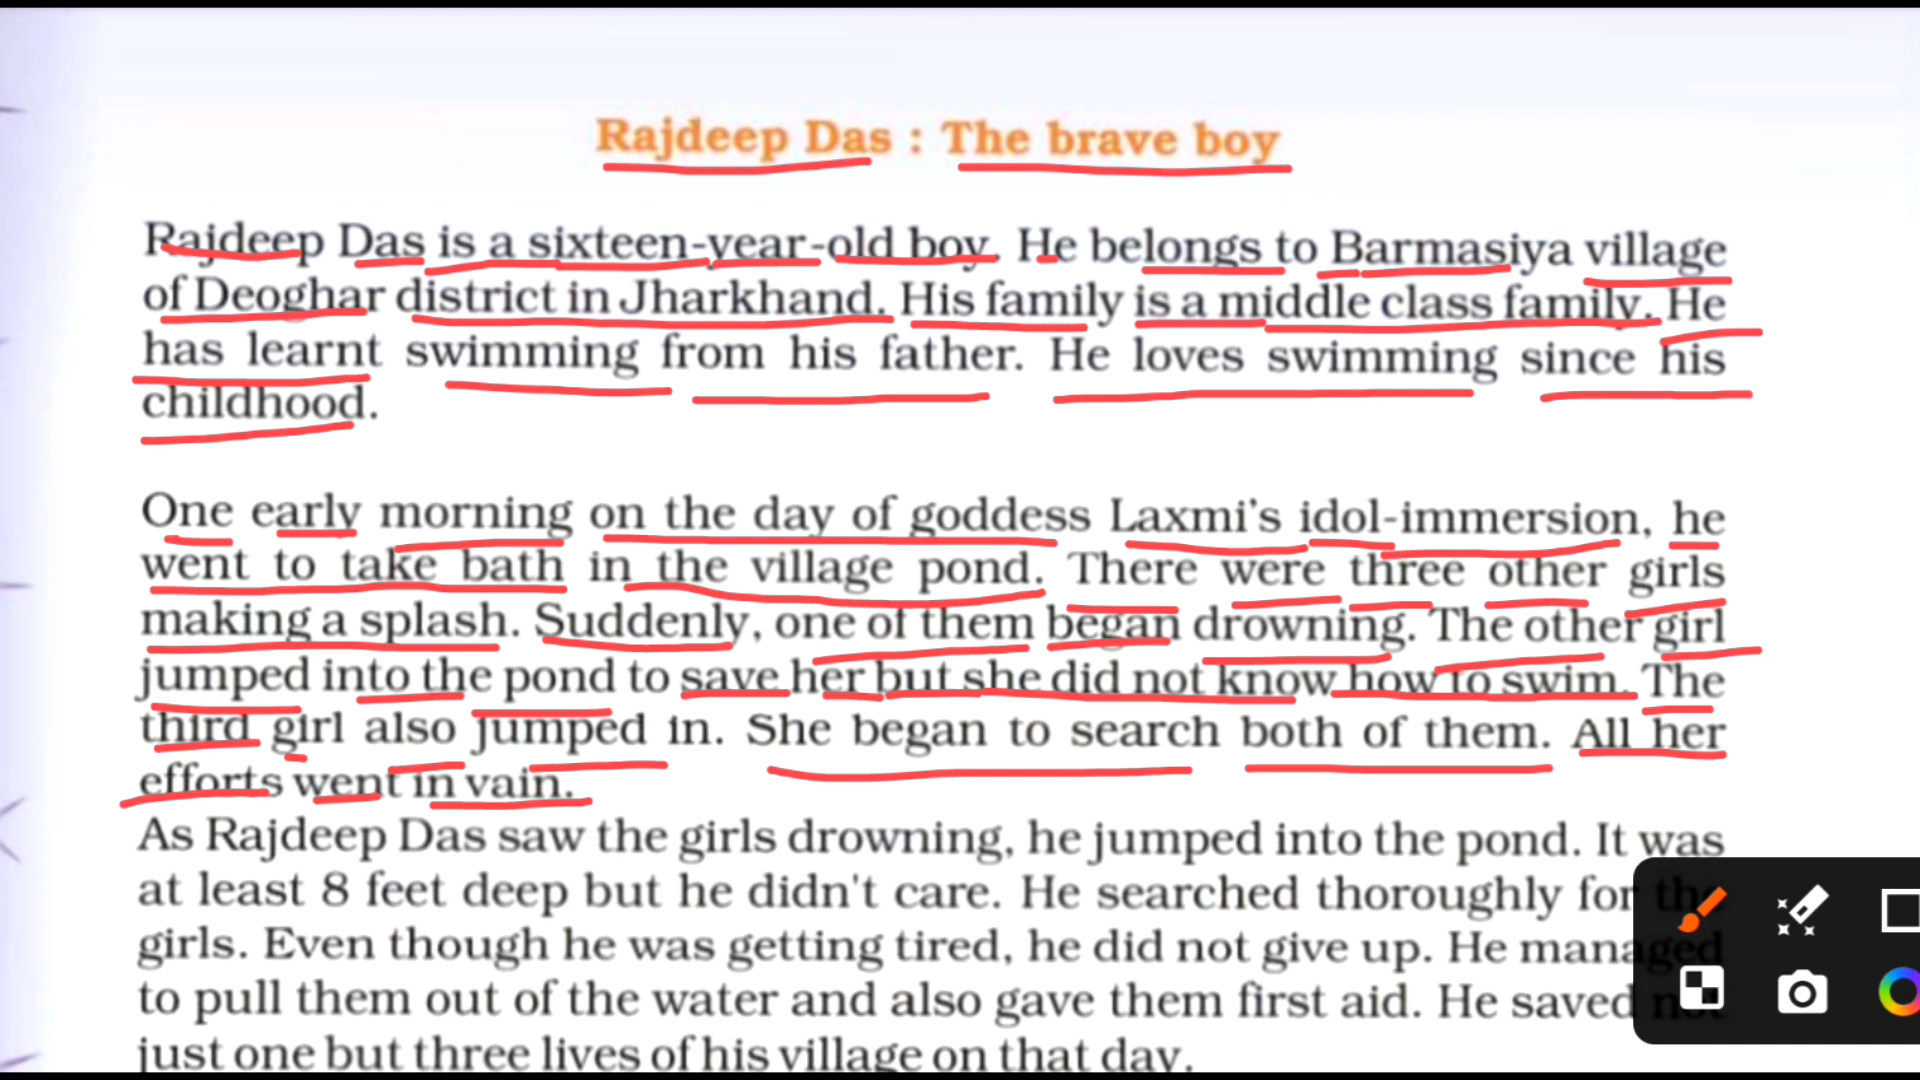 Rajdeep Das : The brave boy
Rajdeep Das is a sixteen-year-old boy. He belongs to Barmasiya village
of Deoghar district in Jharkhand. His family is a middle class family. He
has learnt swimming from his father. He loves swimming since his
childhood.
One early morning on the day of goddess Laxmi's idol-immersion, he
went to take bath in the village pond. There were three other girls
making a splash. Suddenly, one of them began drowning. The other girl
jumped into the pond to save her but she did not know how to swim. The
third girl also jumped in. She began to search both of them. All her
efforts went in vain.
As Rajdeep Das saw the girls drowning, he jumped into the pond. It was
at least 8 feet deep but he didn't care. He searched thoroughly for the
girls. Even though he was getting tired, he did not give up. He managed
to pull them out of the water and also gave them first aid. He saved not
just one but three lives of his village on that day.